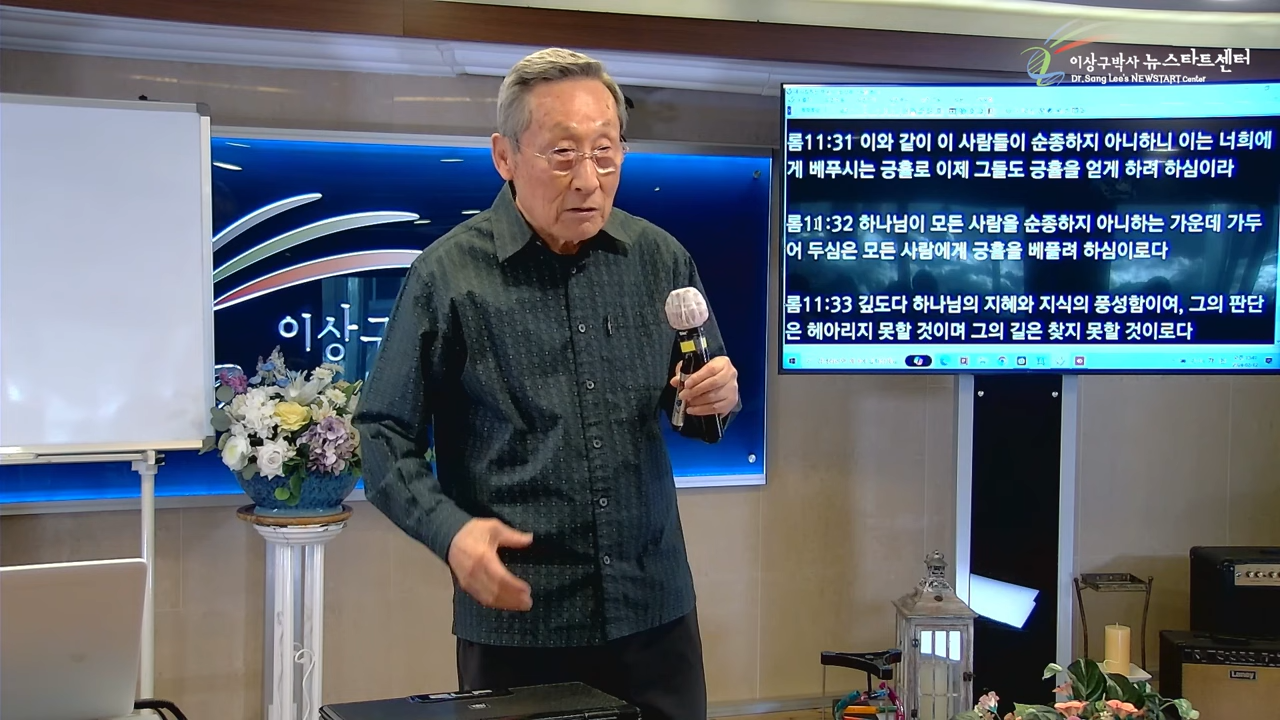 이상구박사 뉴스타트센터
Dr. Sang Lee's NEWSTART Center
롬11:31 이와 같이 이 사람들이 순종하지 아니하니 이는 너희에
게 베푸시는 긍휼로 이제 그들도 긍휼을 얻게 하려 하심이라
롬11:32 하나님이 모든 사람을 순종하지 아니하는 가운데 가두
어 두심은 모든 사람에게 긍휼을 베풀려 하심이로다
롬11:33 깊도다 하나님의 지혜와 지식의 풍성함이여, 그의 판단
은 헤아리지 못할 것이며 그의 길은 찾지 못할 것이로다
이상구
Laney